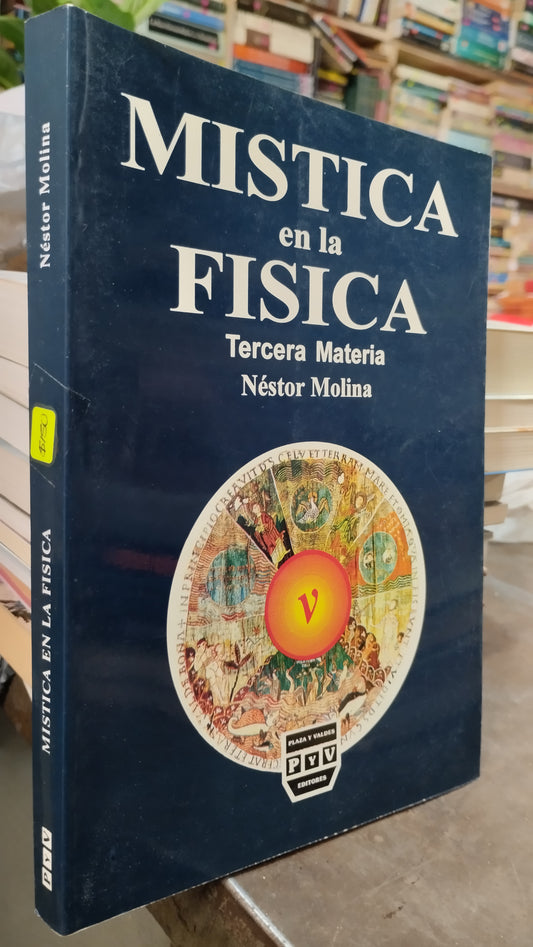 MISTICA
en la
FISICA
Tercera Materia
Néstor Molina
v
PLAZA Y VALDES
PYV
EDITORES
Néstor Molina
$150
MISTICA EN LA FISICA
PYV